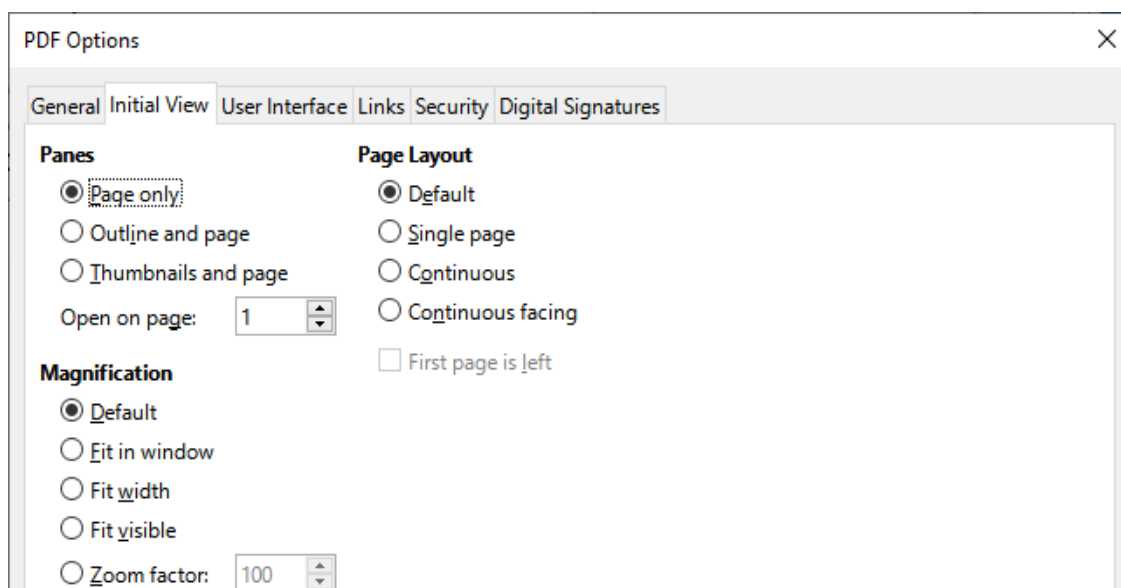 PDF Options
General Initial View User Interface Links Security Digital Signatures
Panes
Page only
Outline and page
Thumbnails and page
Open on page: 1
Page Layout
Default
Single page
Continuous
Continuous facing
First page is left
Magnification
Default
Fit in window
Fit width
Fit visible
Zoom factor: 100